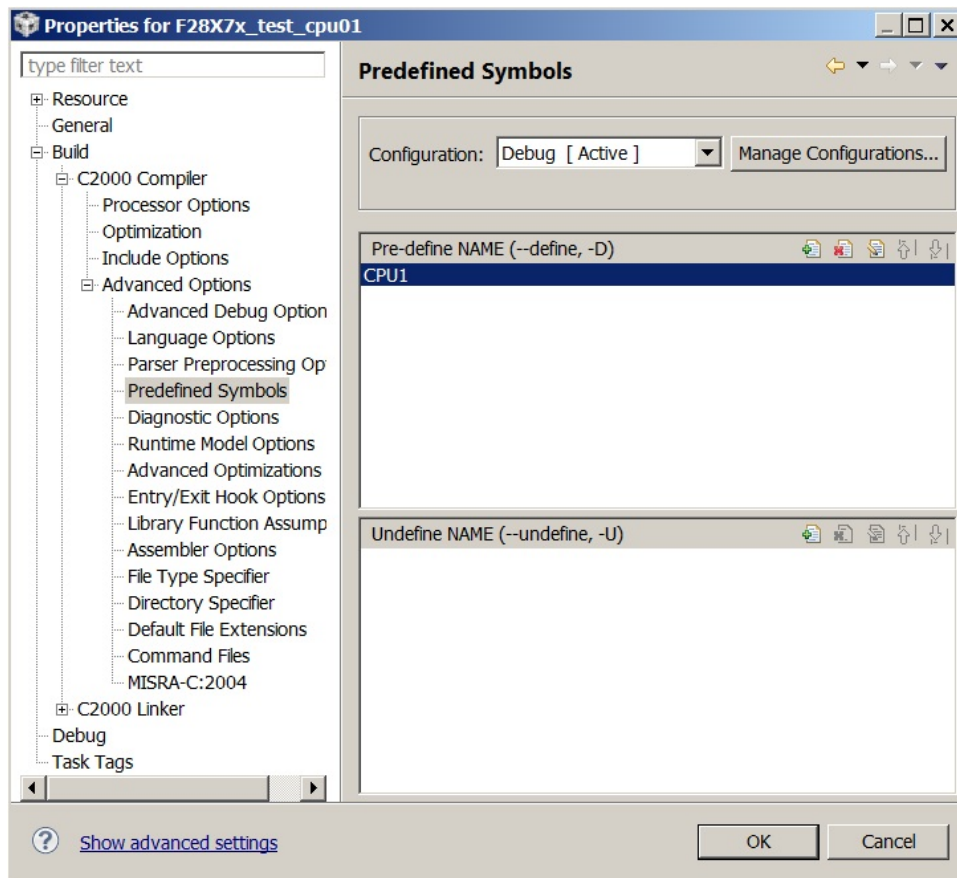 Properties for F28X7x_test_cpu01
type filter text
Resource
General
Build
C2000 Compiler
Processor Options
Optimization
Include Options
Advanced Options
Advanced Debug Option
Language Options
Parser Preprocessing Op
Predefined Symbols
Diagnostic Options
Runtime Model Options
Advanced Optimizations
Entry/Exit Hook Options
Library Function Assump
Assembler Options
File Type Specifier
Directory Specifier
Default File Extensions
Command Files
MISRA-C:2004
C2000 Linker
Debug
Task Tags
Predefined Symbols
Configuration: Debug [ Active ] Manage Configurations...
Pre-define NAME (--define, -D)
CPU1
Undefine NAME (--undefine, -U)
Show advanced settings
OK Cancel